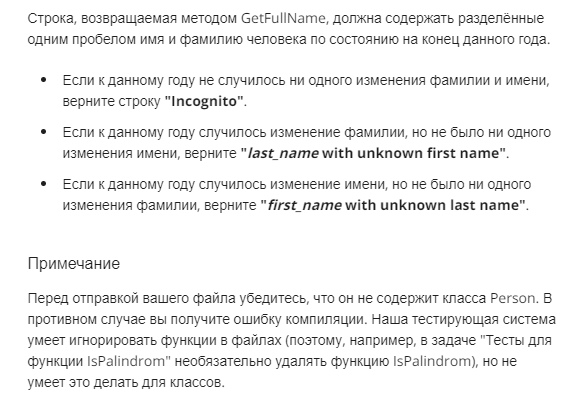 Строка, возвращаемая методом GetFullName, должна содержать разделённые
одним пробелом имя и фамилию человека по состоянию на конец данного года.
• Если к данному году не случилось ни одного изменения фамилии и имени,
верните строку "Incognito".
• Если к данному году случилось изменение фамилии, но не было ни одного
изменения имени, верните "last_name with unknown first name".
• Если к данному году случилось изменение имени, но не было ни одного
изменения фамилии, верните "first_name with unknown last name".
Примечание
Перед отправкой вашего файла убедитесь, что он не содержит класса Person. В
противном случае вы получите ошибку компиляции. Наша тестирующая система
умеет игнорировать функции в файлах (поэтому, например, в задаче "Тесты для
функции IsPalindrom" необязательно удалять функцию IsPalindrom), но не
умеет это делать для классов.